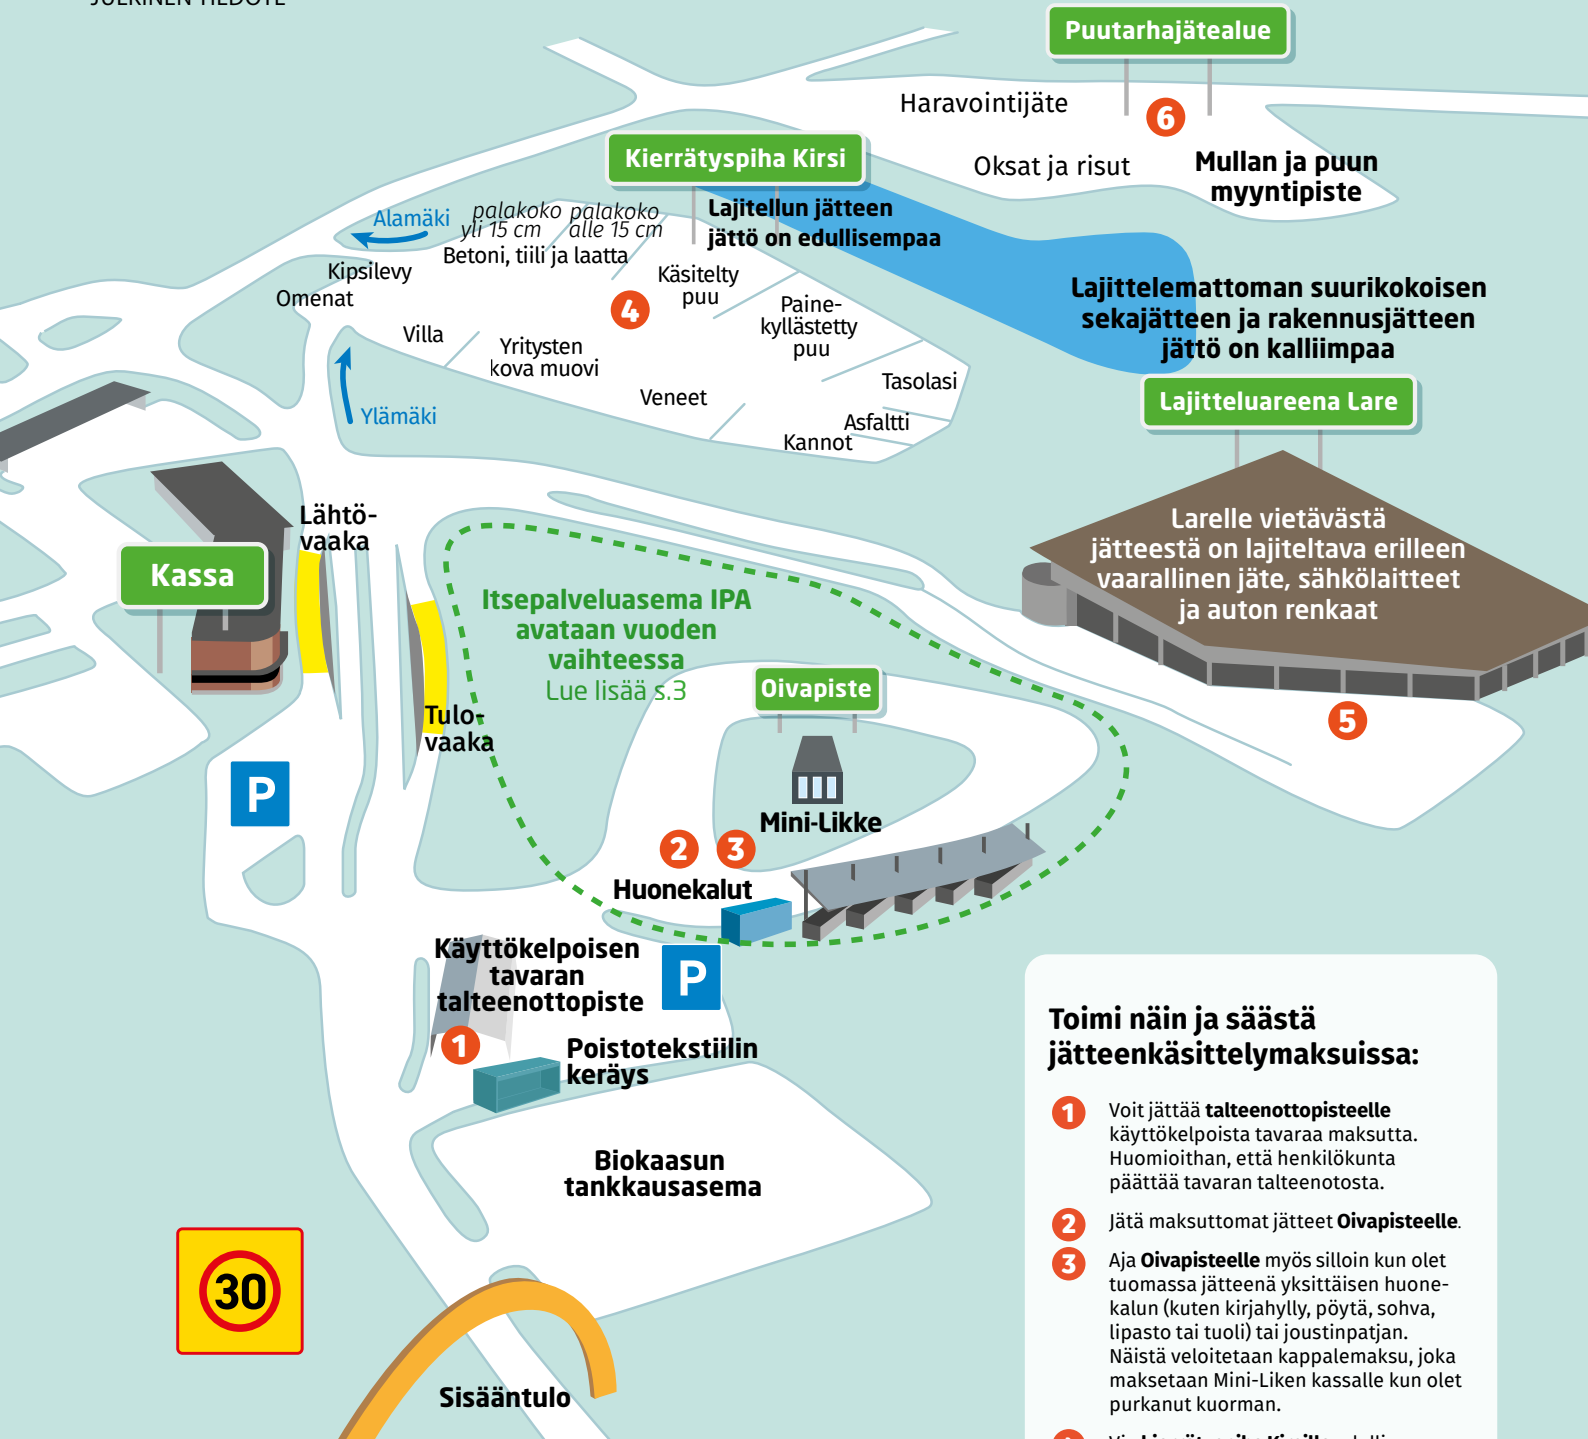 JULKINEN TIEDOTE
Puutarhajätealue
Haravointijäte
6
Oksat ja risut
Mullan ja puun
myyntipiste
Kierrätyspiha Kirsi
Lajitellun jätteen
jättö on edullisempaa
Alamäki
palakoko
yli 15 cm
palakoko
alle 15 cm
Betoni, tiili ja laatta
Kipsilevy
Omenat
Käsitelty
puu
4
Paine-
kyllästetty
puu
Villa
Yritysten
kova muovi
Veneet
Tasolasi
Asfaltti
Kannot
Ylämäki
Lajittelemattoman suurikokoisen
sekajätteen ja rakennusjätteen
jättö on kalliimpaa
Lajitteluareena Lare
Larelle vietävästä
jätteestä on lajiteltava erilleen
vaarallinen jäte, sähkölaitteet
ja auton renkaat
5
Lähtö-
vaaka
Kassa
Itsepalveluasema IPA
avataan vuoden
vaihteessa
Lue lisää s.3
Oivapiste
Tulo-
vaaka
P
Mini-Likke
2
3
Huonekalut
Käyttökelpoisen
tavaran
talteenottopiste
P
1
Poistotekstiilin
keräys
Biokaasun
tankkausasema
30
Sisääntulo
Toimi näin ja säästä
jätteenkäsittelymaksuissa:
1 Voit jättää talteenottopisteelle
käyttökelpoista tavaraa maksutta.
Huomioithan, että henkilökunta
päättää tavaran talteenotosta.
2 Jätä maksuttomat jätteet Oivapisteelle.
3 Aja Oivapisteelle myös silloin kun olet
tuomassa jätteenä yksittäisen huone-
kalun (kuten kirjahylly, pöytä, sohva,
lipasto tai tuoli) tai joustinpatjan.
Näistä veloitetaan kappalemaksu, joka
maksetaan Mini-Liken kassalle kun olet
purkanut kuorman.